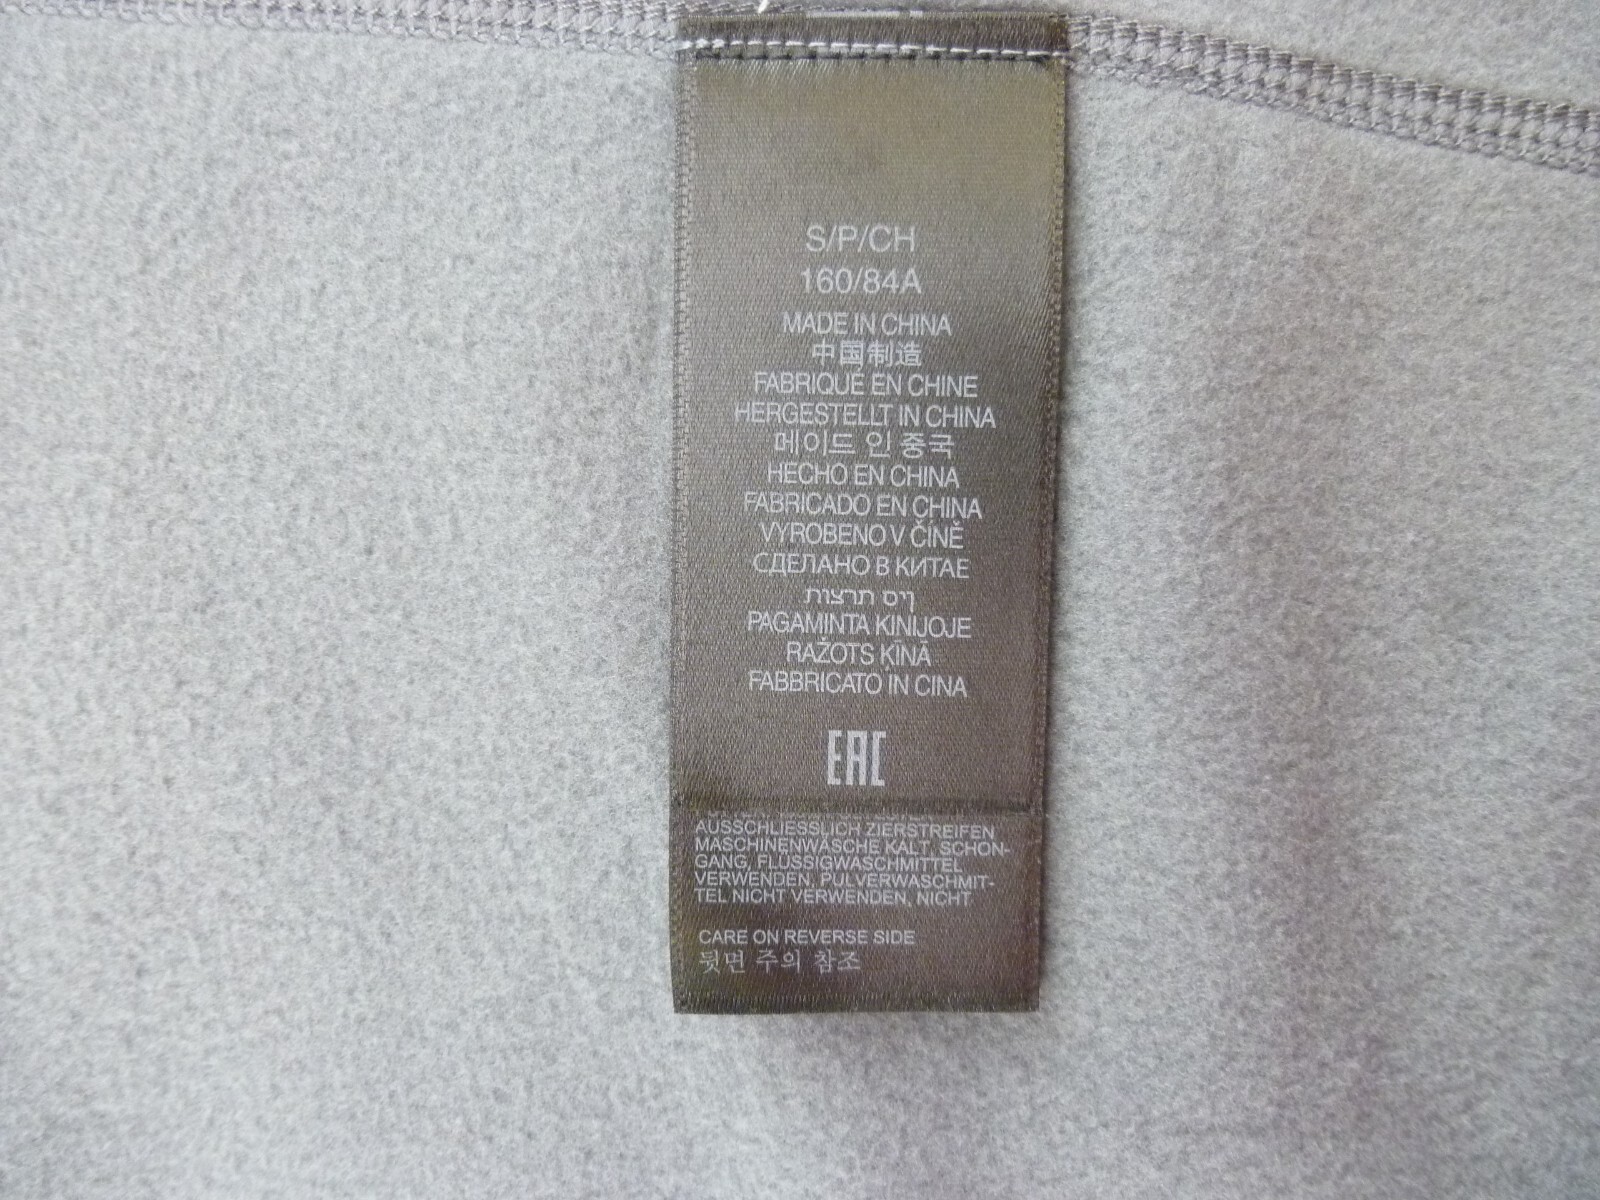 S/P/CH
160/84A
MADE IN CHINA
中国制造
FABRIQUÉ EN CHINE
HERGESTELLT IN CHINA
메이드 인 중국
HECHO EN CHINA
FABRICADO EN CHINA
VYROBENO V ČÍNĚ
СДЕЛАНО В КИТАЕ
תוצרת סין
PAGAMINTA KINIJOJE
RAŽOTS ĶĪNĀ
FABBRICATO IN CINA
EAC
AUSSCHLIESSLICH ZIERSTREIFEN
MASCHINENWÄSCHE KALT, SCHON-
GANG, FLÜSSIGWASCHMITTEL
VERWENDEN, PULVERWASCHMIT-
TEL NICHT VERWENDEN, NICHT
CARE ON REVERSE SIDE
뒷면 주의 참조